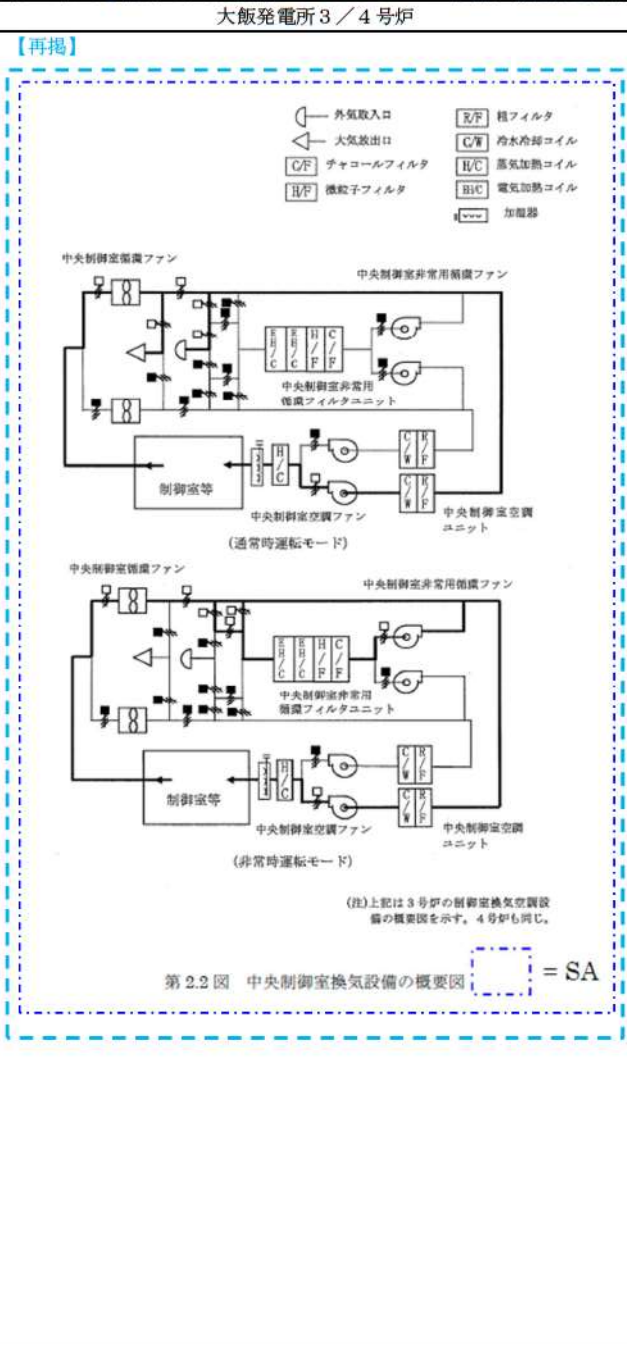 大飯発電所3／4号炉
【再掲】
外気取入口
大気放出口
C/F チャコールフィルタ
H/F 微粒子フィルタ
R/F 粗フィルタ
C/W 冷水冷却コイル
H/C 蒸気加熱コイル
EH/C 電気加熱コイル
加湿器
中央制御室循環ファン
中央制御室非常用循環ファン
EH/C EH/C H/F C/F
中央制御室非常用
循環フィルタユニット
制御室等
H/C
C/W R/F
C/W R/F
中央制御室空調ファン
中央制御室空調
ユニット
(通常時運転モード)
中央制御室循環ファン
中央制御室非常用循環ファン
EH/C EH/C H/F C/F
中央制御室非常用
循環フィルタユニット
制御室等
H/C
C/W R/F
C/W R/F
中央制御室空調ファン
中央制御室空調
ユニット
(非常時運転モード)
(注)上記は３号炉の制御室換気空調設
備の概要図を示す。４号炉も同じ。
第 2.2 図　中央制御室換気設備の概要図
= SA